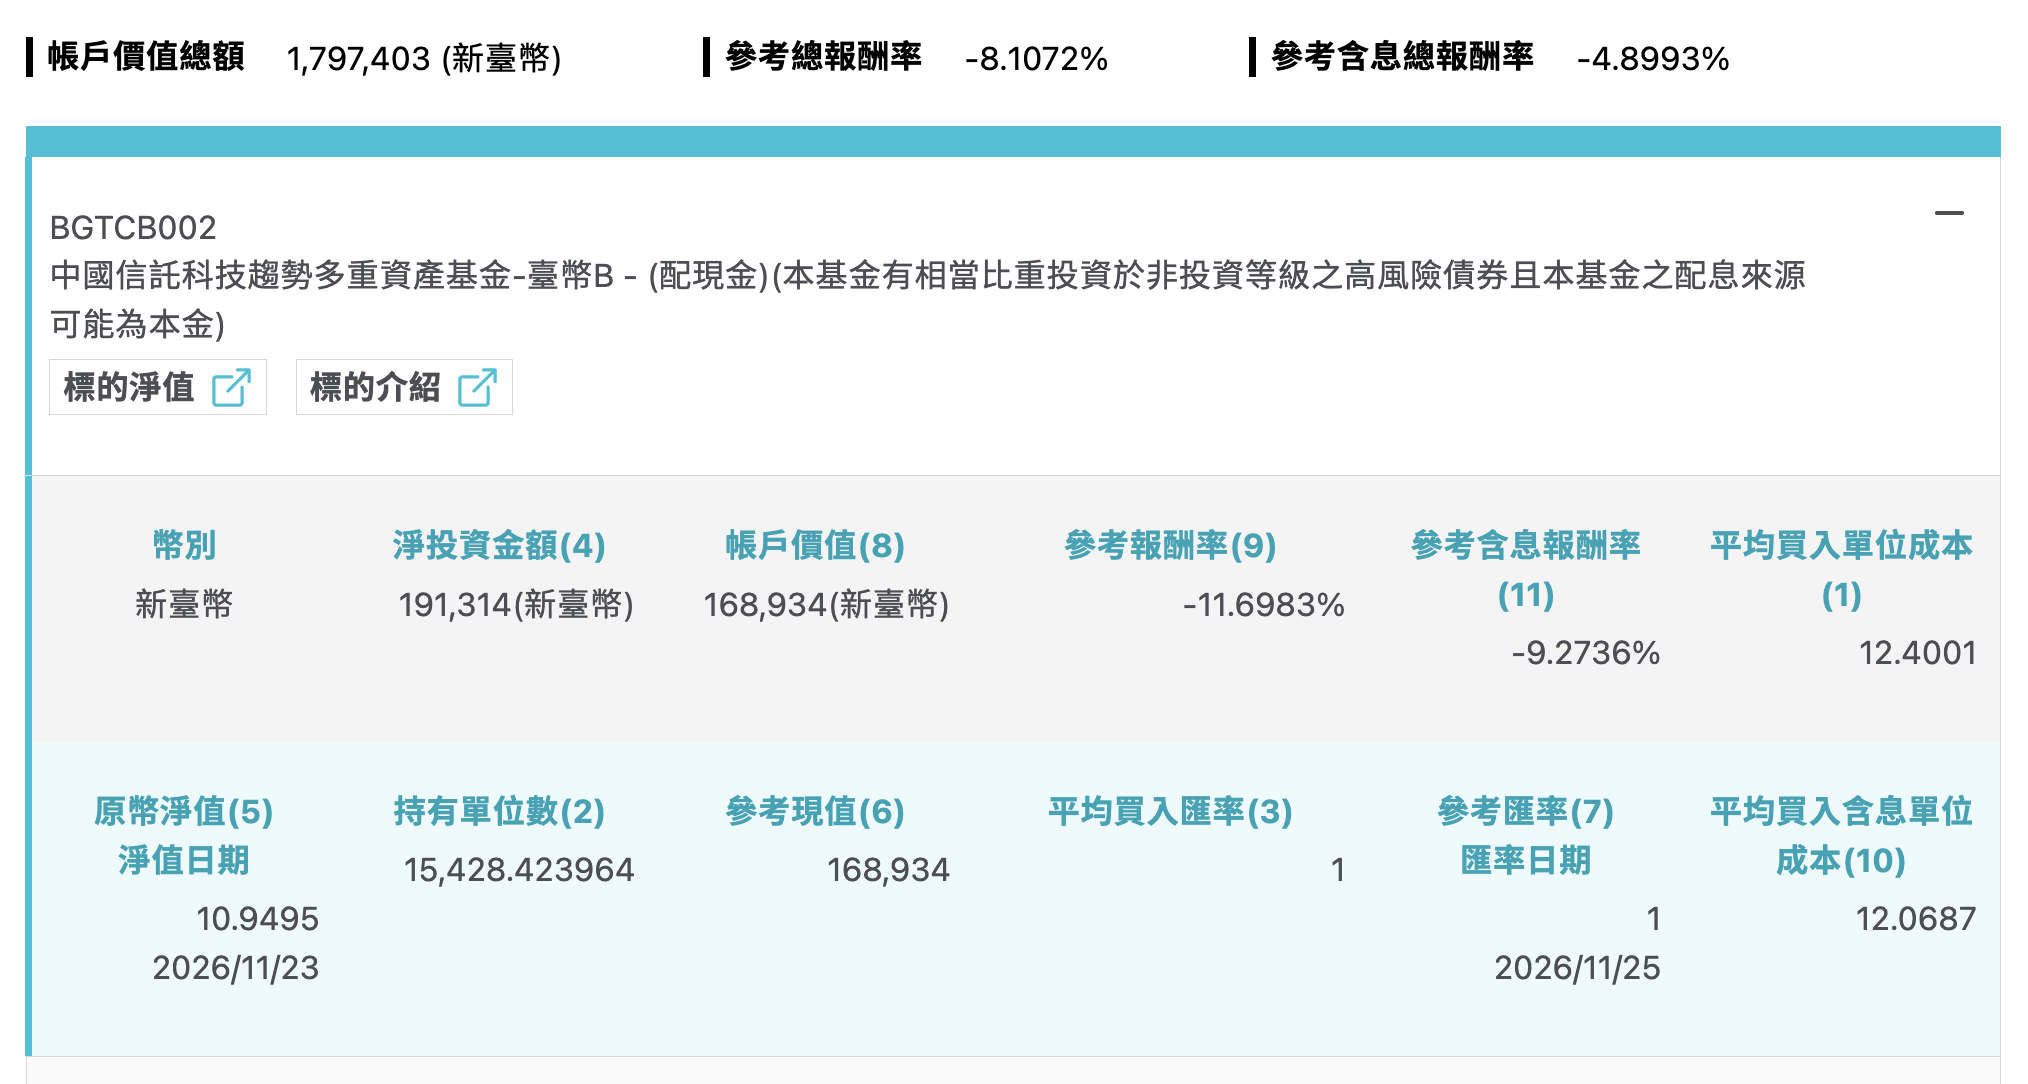 帳戶價值總額 1,797,403 (新臺幣) 參考總報酬率 -8.1072% 參考含息總報酬率 -4.8993%
BGTCB002
中國信託科技趨勢多重資產基金-臺幣B - (配現金)(本基金有相當比重投資於非投資等級之高風險債券且本基金之配息來源
可能為本金)
標的淨值 標的介紹
幣別 淨投資金額(4) 帳戶價值(8) 參考報酬率(9) 參考含息報酬率 平均買入單位成本
(11) (1)
新臺幣 191,314(新臺幣) 168,934(新臺幣) -11.6983%
-9.2736% 12.4001
原幣淨值(5) 持有單位數(2) 參考現值(6) 平均買入匯率(3) 參考匯率(7) 平均買入含息單位
淨值日期 匯率日期 成本(10)
15,428.423964 168,934 1
10.9495 1 12.0687
2026/11/23 2026/11/25